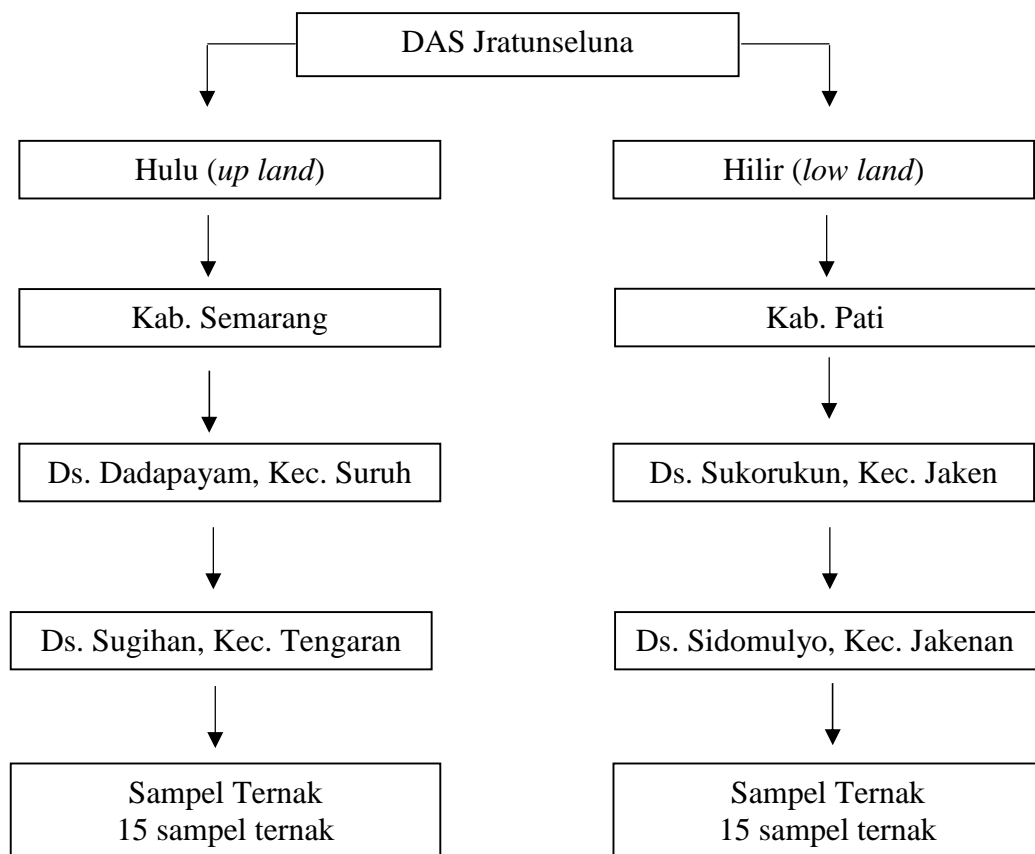 DAS Jratunseluna
Hulu (up land)
Hilir (low land)
Kab. Semarang
Kab. Pati
Ds. Dadapayam, Kec. Suruh
Ds. Sukorukun, Kec. Jaken
Ds. Sugihan, Kec. Tengaran
Ds. Sidomulyo, Kec. Jakenan
Sampel Ternak
15 sampel ternak
Sampel Ternak
15 sampel ternak